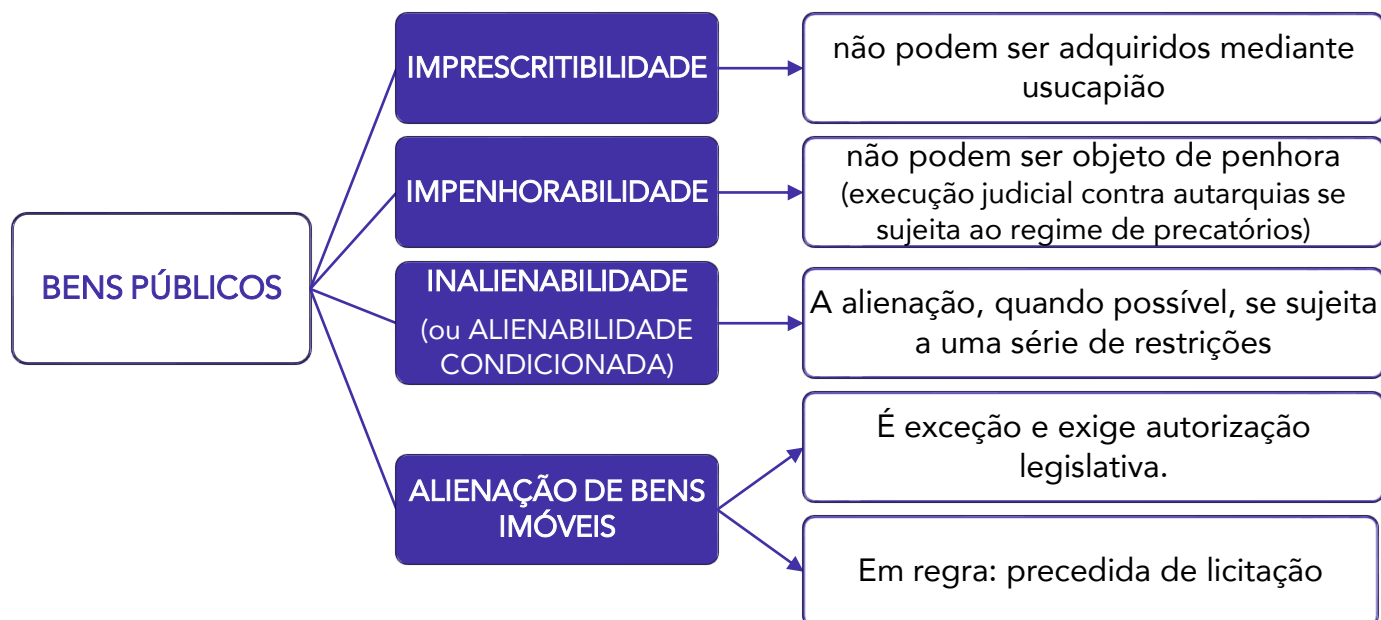 BENS PÚBLICOS
IMPRESCRITIBILIDADE
não podem ser adquiridos mediante
usucapião
IMPENHORABILIDADE
não podem ser objeto de penhora
(execução judicial contra autarquias se
sujeita ao regime de precatórios)
INALIENABILIDADE
(ou ALIENABILIDADE
CONDICIONADA)
A alienação, quando possível, se sujeita
a uma série de restrições
ALIENAÇÃO DE BENS
IMÓVEIS
É exceção e exige autorização
legislativa.
Em regra: precedida de licitação